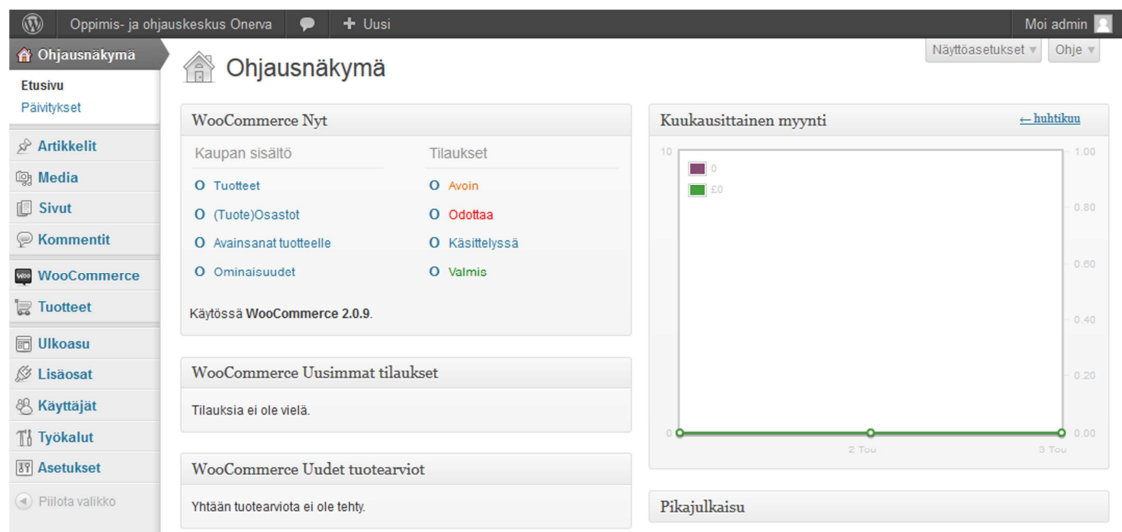 Oppimis- ja ohjauskeskus Onerva
Uusi
Moi admin
Ohjausnäkymä
Etusivu
Päivitykset
Artikkelit
Media
Sivut
Kommentit
WooCommerce
Tuotteet
Ulkoasu
Lisäosat
Käyttäjät
Työkalut
Asetukset
Piilota valikko
Näyttöasetukset
Ohje
Ohjausnäkymä
WooCommerce Nyt
Kaupan sisältö
Tilaukset
0 Tuotteet
0 Avoin
0 (Tuote)Osastot
0 Odottaa
0 Avainsanat tuotteelle
0 Käsittelyssä
0 Ominaisuudet
0 Valmis
Käytössä WooCommerce 2.0.9.
WooCommerce Uusimmat tilaukset
Tilauksia ei ole vielä.
WooCommerce Uudet tuotearviot
Yhtään tuotearviota ei ole tehty.
Kuukausittainen myynti
← huhtikuu
10
0
£0
1.00
0.80
0.60
0.40
0.20
0
0.00
2 Tou
3 Tou
Pikajulkaisu